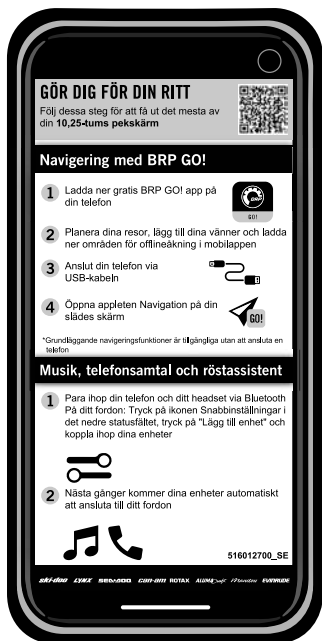 GÖR DIG FÖR DIN RITT
Följ dessa steg för att få ut det mesta av
din 10,25-tums pekskärm
Navigering med BRP GO!
1 Ladda ner gratis BRP GO! app på
din telefon
BRP
GO!
2 Planera dina resor, lägg till dina vänner och ladda
ner områden för offlineåkning i mobilappen
3 Anslut din telefon via
USB-kabeln
4 Öppna appleten Navigation på din
slädes skärm
GO!
*Grundläggande navigeringsfunktioner är tillgängliga utan att ansluta en
telefon
Musik, telefonsamtal och röstassistent
1 Para ihop din telefon och ditt headset via Bluetooth
På ditt fordon: Tryck på ikonen Snabbinställningar i
det nedre statusfältet, tryck på "Lägg till enhet" och
koppla ihop dina enheter
2 Nästa gånger kommer dina enheter automatiskt
att ansluta till ditt fordon
516012700_SE
ski-doo LYNX sea-doo can-am ROTAX ALUMACRAFT Manitou EVINRUDE